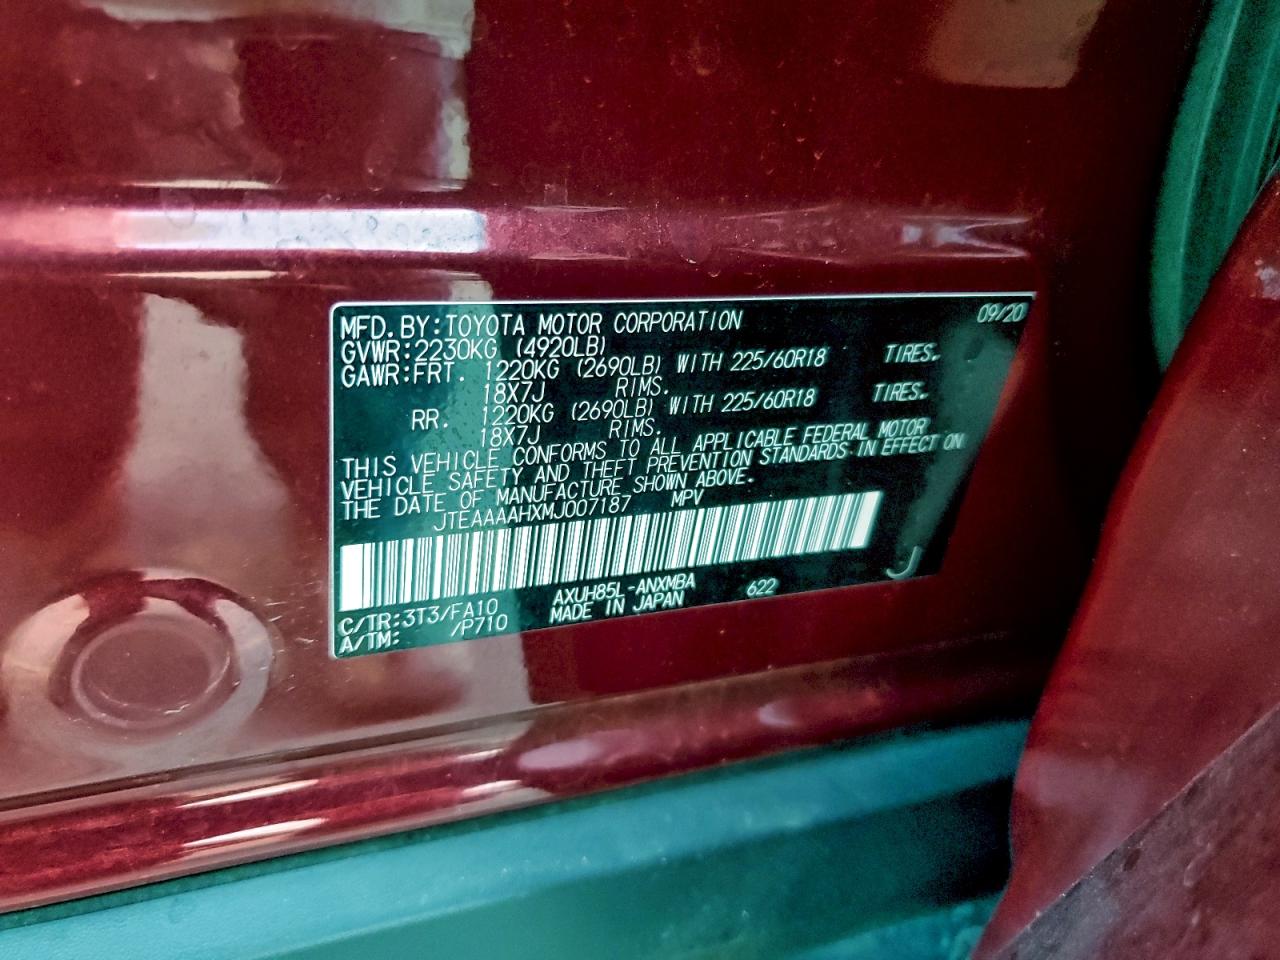 09/20
MFD. BY: TOYOTA MOTOR CORPORATION
GVWR: 2230KG (4920LB)
GAWR: FRT. 1220KG (2690LB) WITH 225/60R18 TIRES.
18X7J RIMS.
RR. 1220KG (2690LB) WITH 225/60R18 TIRES.
18X7J RIMS.
THIS VEHICLE CONFORMS TO ALL APPLICABLE FEDERAL MOTOR
VEHICLE SAFETY AND THEFT PREVENTION STANDARDS IN EFFECT ON
THE DATE OF MANUFACTURE SHOWN ABOVE.
JTEAAAAHXMJ007187 MPV
C/TR: 3T3/FA10 AXUH85L-ANXMBA 622 J
A/TM: /P710 MADE IN JAPAN